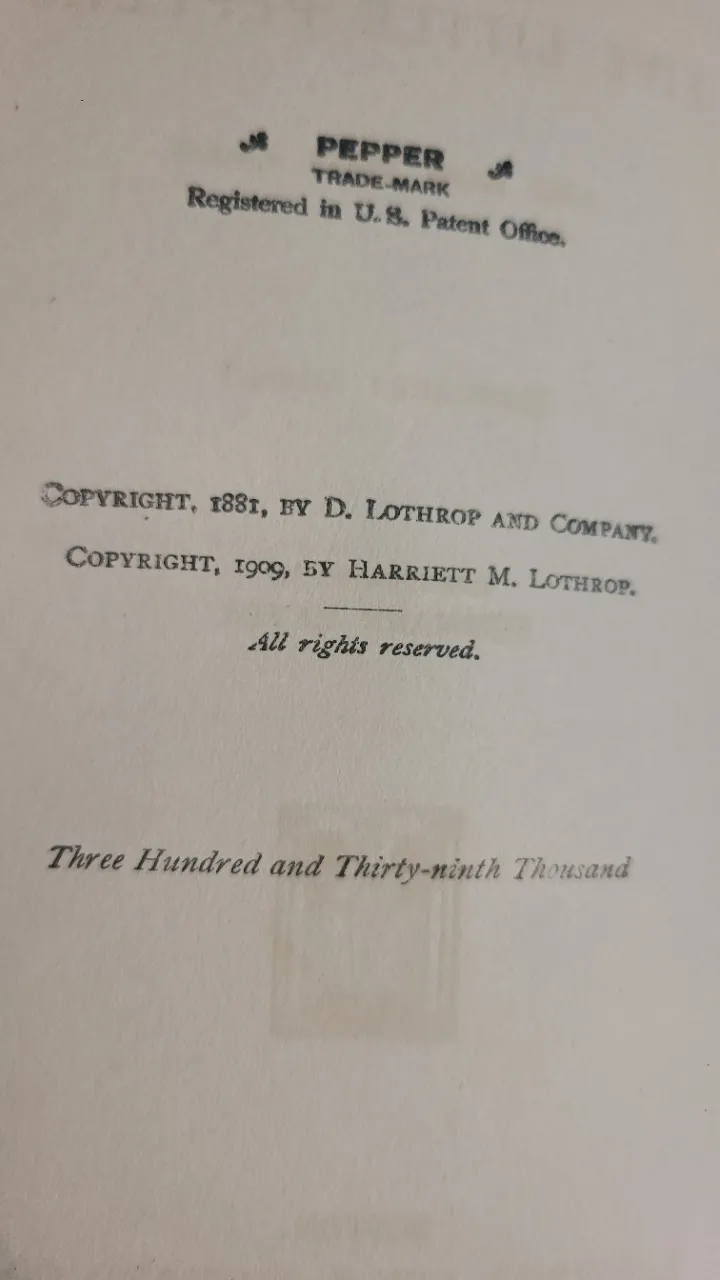 PEPPER
TRADE-MARK
Registered in U. S. Patent Office.
COPYRIGHT, 1881, BY D. LOTHROP AND COMPANY.
COPYRIGHT, 1909, BY HARRIETT M. LOTHROP.
All rights reserved.
Three Hundred and Thirty-ninth Thousand